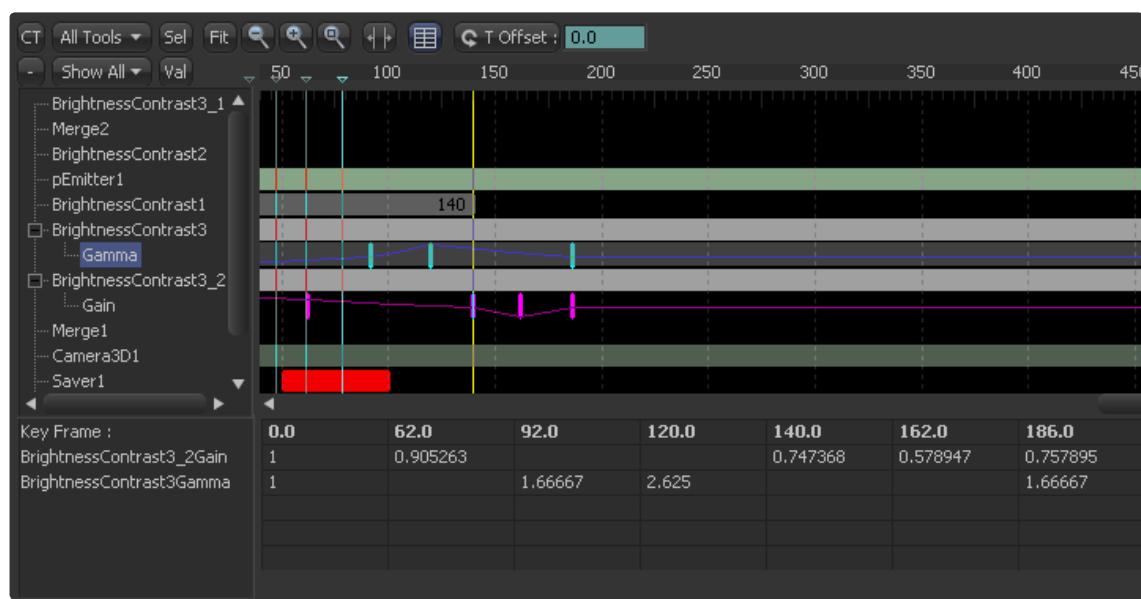 CT All Tools Sel Fit T Offset : 0.0
- Show All Val 50 100 150 200 250 300 350 400 45
BrightnessContrast3_1
Merge2
BrightnessContrast2
pEmitter1
BrightnessContrast1 140
BrightnessContrast3
Gamma
BrightnessContrast3_2
Gain
Merge1
Camera3D1
Saver1
Key Frame : 0.0 62.0 92.0 120.0 140.0 162.0 186.0
BrightnessContrast3_2Gain 1 0.905263 0.747368 0.578947 0.757895
BrightnessContrast3Gamma 1 1.66667 2.625 1.66667